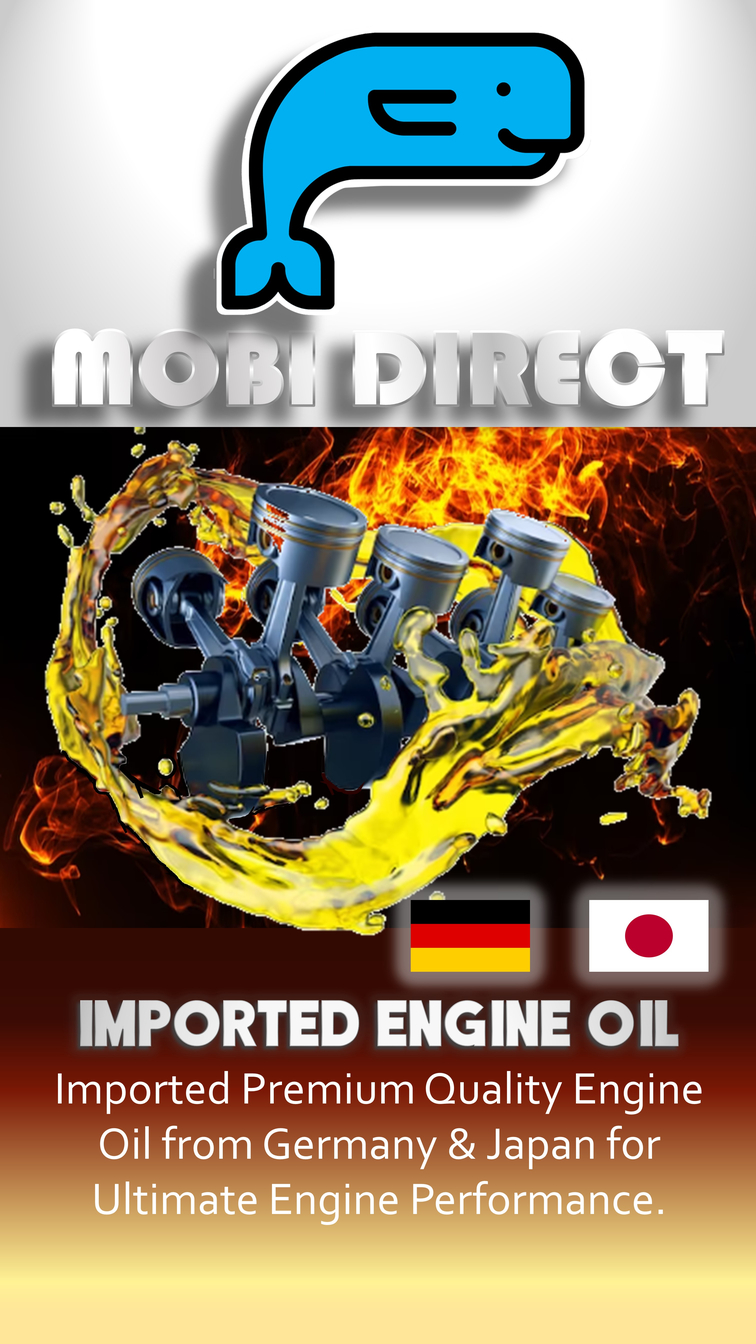 MOBI DIRECT
IMPORTED ENGINE OIL
Imported Premium Quality Engine
Oil from Germany & Japan for
Ultimate Engine Performance.